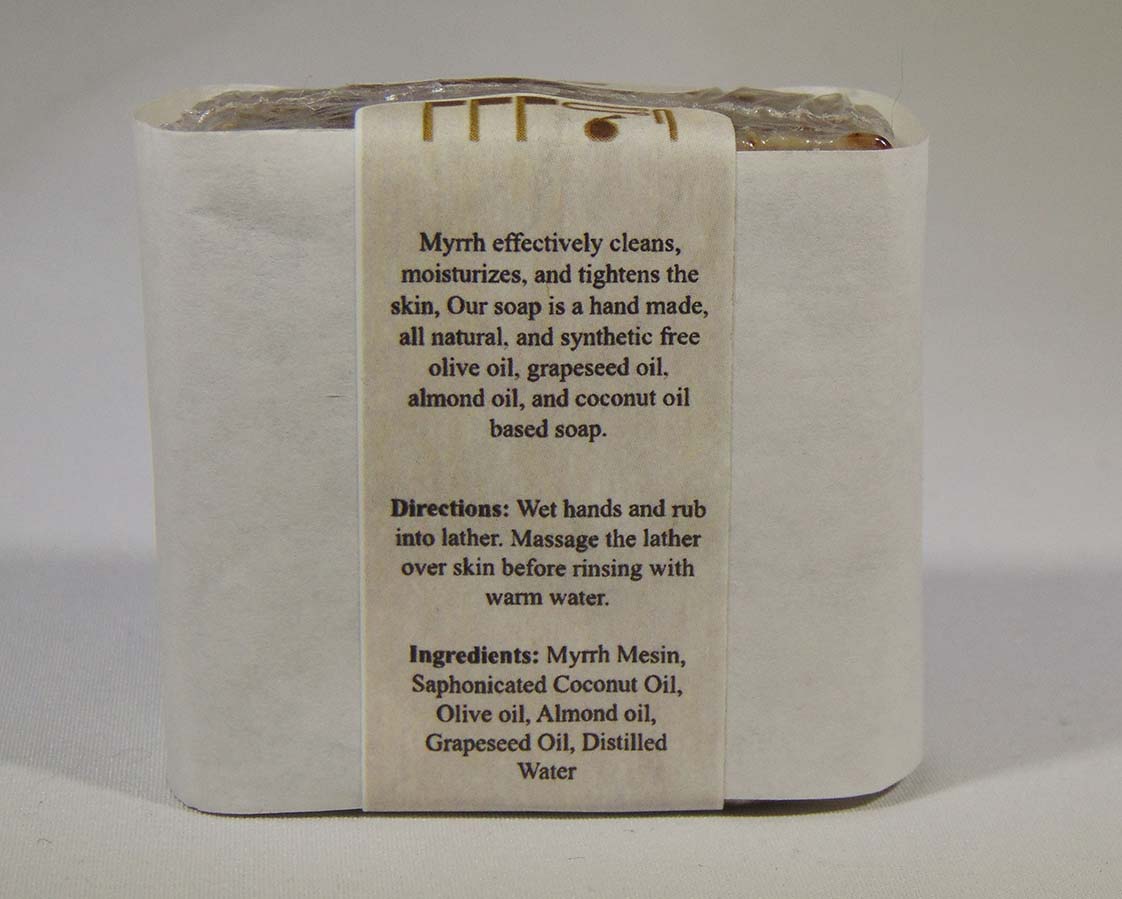 Myrrh effectively cleans,
moisturizes, and tightens the
skin, Our soap is a hand made,
all natural, and synthetic free
olive oil, grapeseed oil,
almond oil, and coconut oil
based soap.
Directions: Wet hands and rub
into lather. Massage the lather
over skin before rinsing with
warm water.
Ingredients: Myrrh Mesin,
Saphonicated Coconut Oil,
Olive oil, Almond oil,
Grapeseed Oil, Distilled
Water